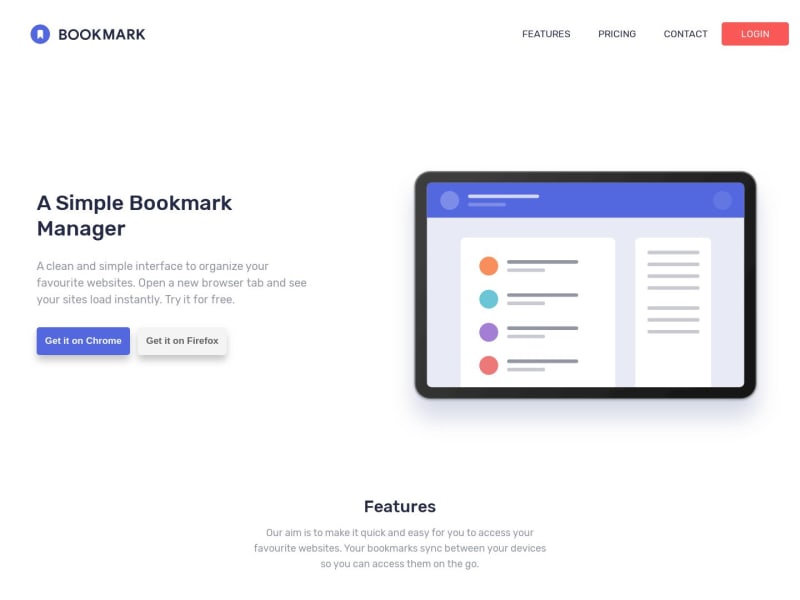 BOOKMARK
FEATURES
PRICING
CONTACT
LOGIN
A Simple Bookmark
Manager
A clean and simple interface to organize your
favourite websites. Open a new browser tab and see
your sites load instantly. Try it for free.
Get it on Chrome
Get it on Firefox
Features
Our aim is to make it quick and easy for you to access your
favourite websites. Your bookmarks sync between your devices
so you can access them on the go.